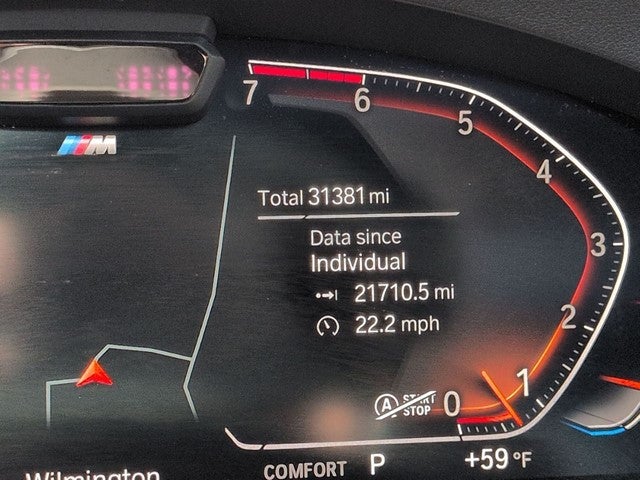 M
7
6
5
4
3
2
1
0
Total 31381 mi
Data since
Individual
21710.5 mi
22.2 mph
A START
STOP
Wilmington
COMFORT P +59 °F